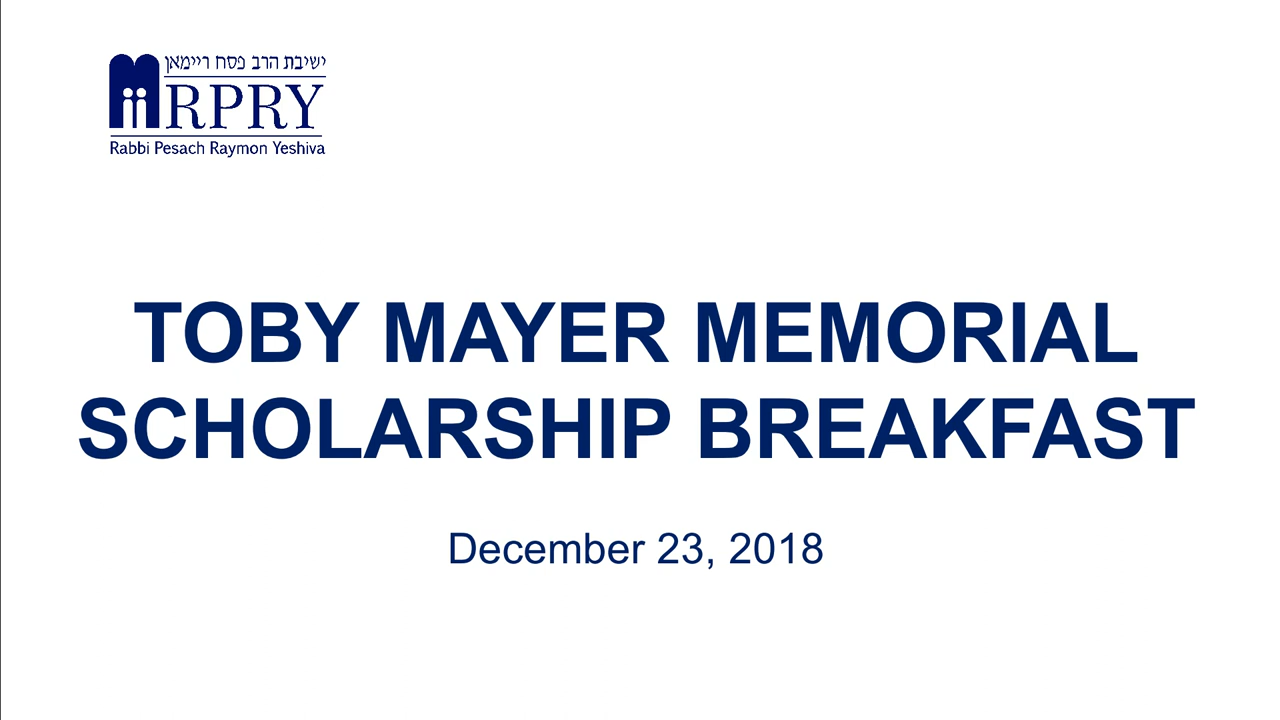 ישיבת הרב פסח ריימאן
RPRY
Rabbi Pesach Raymon Yeshiva
TOBY MAYER MEMORIAL
SCHOLARSHIP BREAKFAST
December 23, 2018